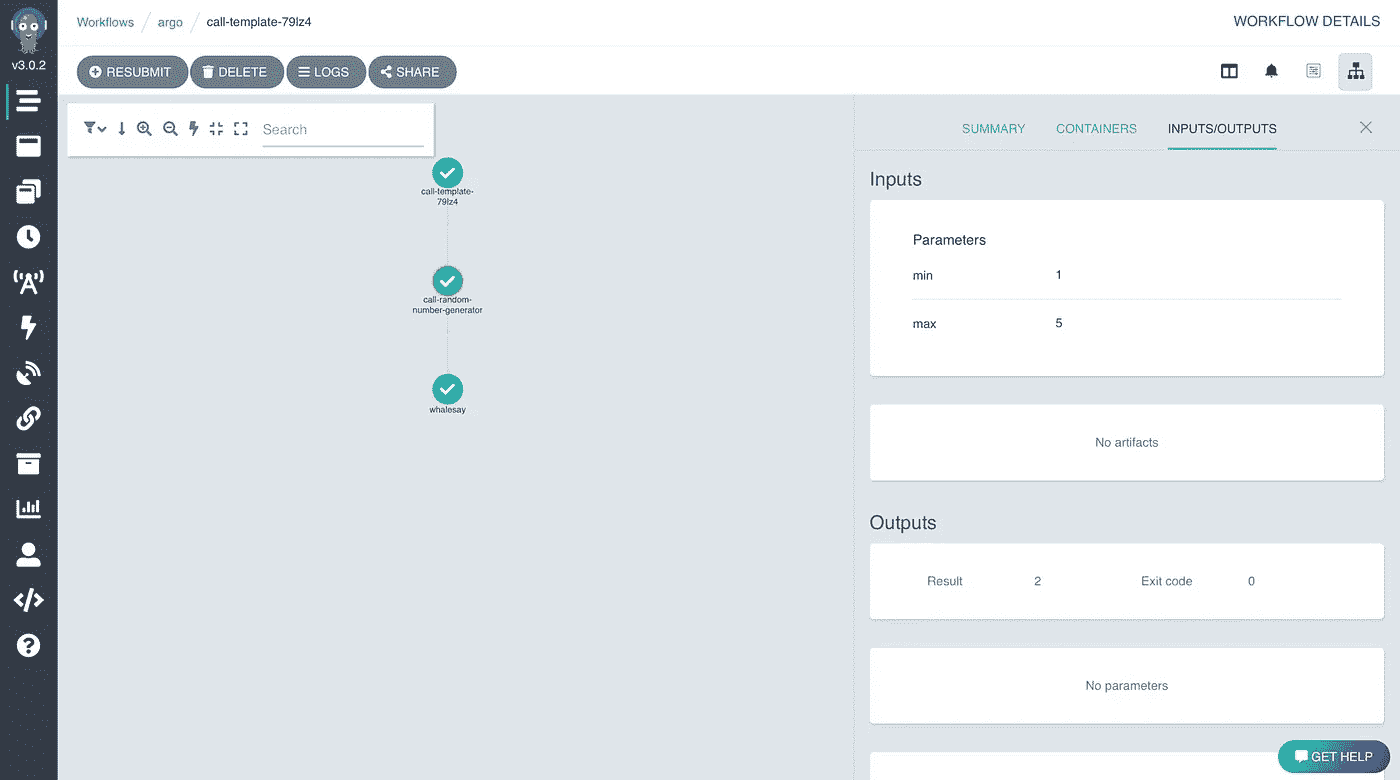 v3.0.2
Workflows argo call-template-79lz4
WORKFLOW DETAILS
RESUBMIT DELETE LOGS SHARE
Search
call-template-
79lz4
call-random-
number-generator
whalesay
SUMMARY CONTAINERS INPUTS/OUTPUTS
Inputs
Parameters
min 1
max 5
No artifacts
Outputs
Result 2 Exit code 0
No parameters
GET HELP